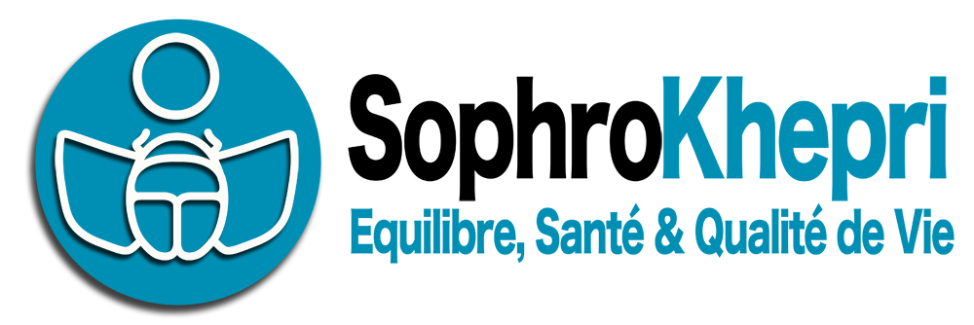 SophroKhepri
Equilibre, Santé & Qualité de Vie